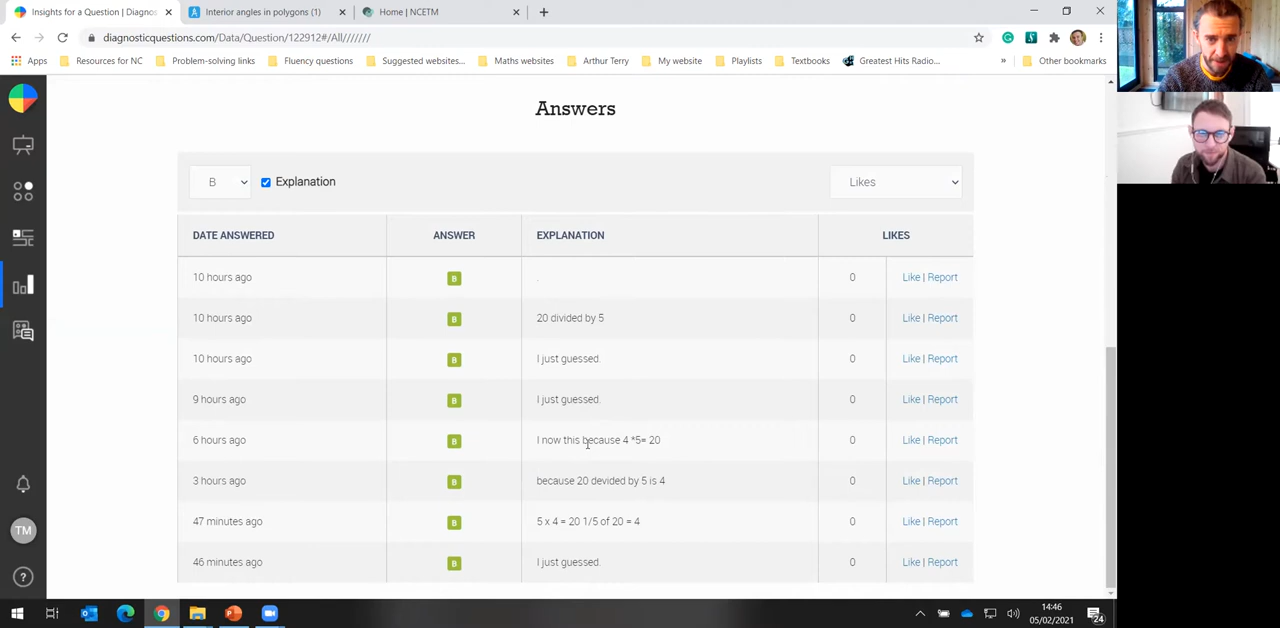 Insights for a Question | Diagnos
Interior angles in polygons (1)
Home | NCETM
diagnosticquestions.com/Data/Question/122912#/All///////
Apps
Resources for NC
Problem-solving links
Fluency questions
Suggested websites...
Maths websites
Arthur Terry
My website
Playlists
Textbooks
Greatest Hits Radio...
»
Other bookmarks
Answers
B
Explanation
Likes
DATE ANSWERED ANSWER EXPLANATION LIKES
10 hours ago B . 0 Like | Report
10 hours ago B 20 divided by 5 0 Like | Report
10 hours ago B I just guessed. 0 Like | Report
9 hours ago B I just guessed. 0 Like | Report
6 hours ago B I now this because 4 *5= 20 0 Like | Report
3 hours ago B because 20 devided by 5 is 4 0 Like | Report
47 minutes ago B 5 x 4 = 20 1/5 of 20 = 4 0 Like | Report
46 minutes ago B I just guessed. 0 Like | Report
TM
?
14:46
05/02/2021
24